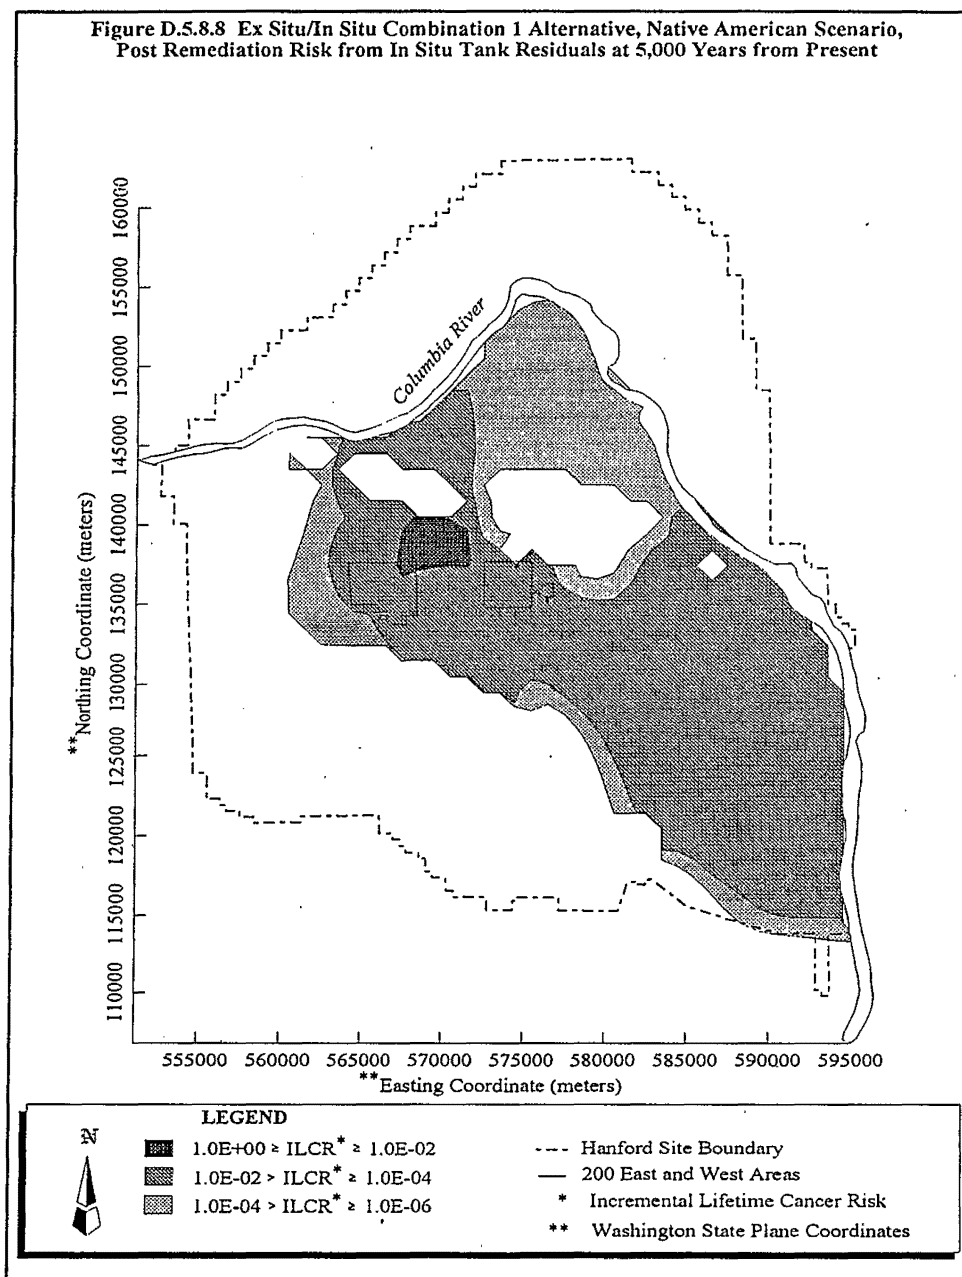 Figure D.5.8.8 Ex Situ/In Situ Combination 1 Alternative, Native American Scenario,
Post Remediation Risk from In Situ Tank Residuals at 5,000 Years from Present
160000
155000
150000
145000
140000
135000
130000
125000
120000
115000
110000
**Northing Coordinate (meters)
Columbia River
555000 560000 565000 570000 575000 580000 585000 590000 595000
**Easting Coordinate (meters)
LEGEND
N
1.0E+00 ≥ ILCR* ≥ 1.0E-02
1.0E-02 > ILCR* ≥ 1.0E-04
1.0E-04 > ILCR* ≥ 1.0E-06
Hanford Site Boundary
200 East and West Areas
* Incremental Lifetime Cancer Risk
** Washington State Plane Coordinates